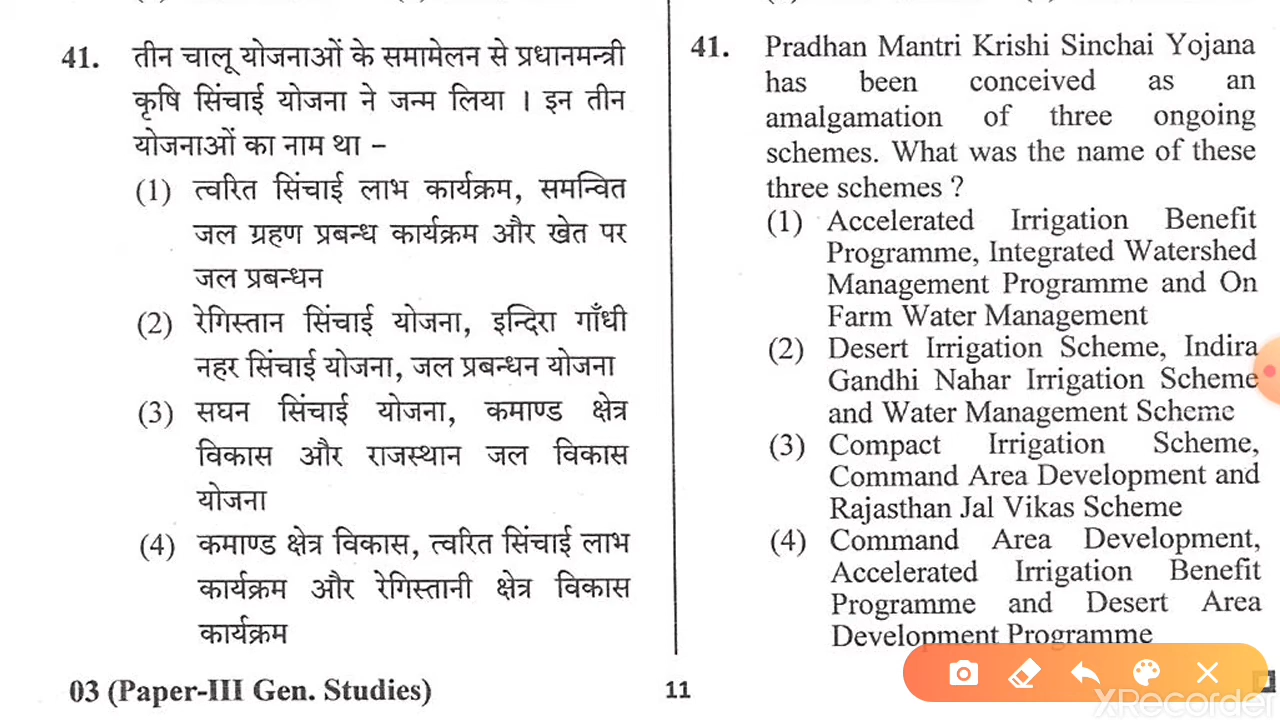 41. तीन चालू योजनाओं के समामेलन से प्रधानमन्त्री
कृषि सिंचाई योजना ने जन्म लिया । इन तीन
योजनाओं का नाम था –
(1) त्वरित सिंचाई लाभ कार्यक्रम, समन्वित
जल ग्रहण प्रबन्ध कार्यक्रम और खेत पर
जल प्रबन्धन
(2) रेगिस्तान सिंचाई योजना, इन्दिरा गाँधी
नहर सिंचाई योजना, जल प्रबन्धन योजना
(3) सघन सिंचाई योजना, कमाण्ड क्षेत्र
विकास और राजस्थान जल विकास
योजना
(4) कमाण्ड क्षेत्र विकास, त्वरित सिंचाई लाभ
कार्यक्रम और रेगिस्तानी क्षेत्र विकास
कार्यक्रम
41. Pradhan Mantri Krishi Sinchai Yojana
has been conceived as an
amalgamation of three ongoing
schemes. What was the name of these
three schemes ?
(1) Accelerated Irrigation Benefit
Programme, Integrated Watershed
Management Programme and On
Farm Water Management
(2) Desert Irrigation Scheme, Indira
Gandhi Nahar Irrigation Scheme
and Water Management Scheme
(3) Compact Irrigation Scheme,
Command Area Development and
Rajasthan Jal Vikas Scheme
(4) Command Area Development,
Accelerated Irrigation Benefit
Programme and Desert Area
Development Programme
03 (Paper-III Gen. Studies)
11
XRecorder